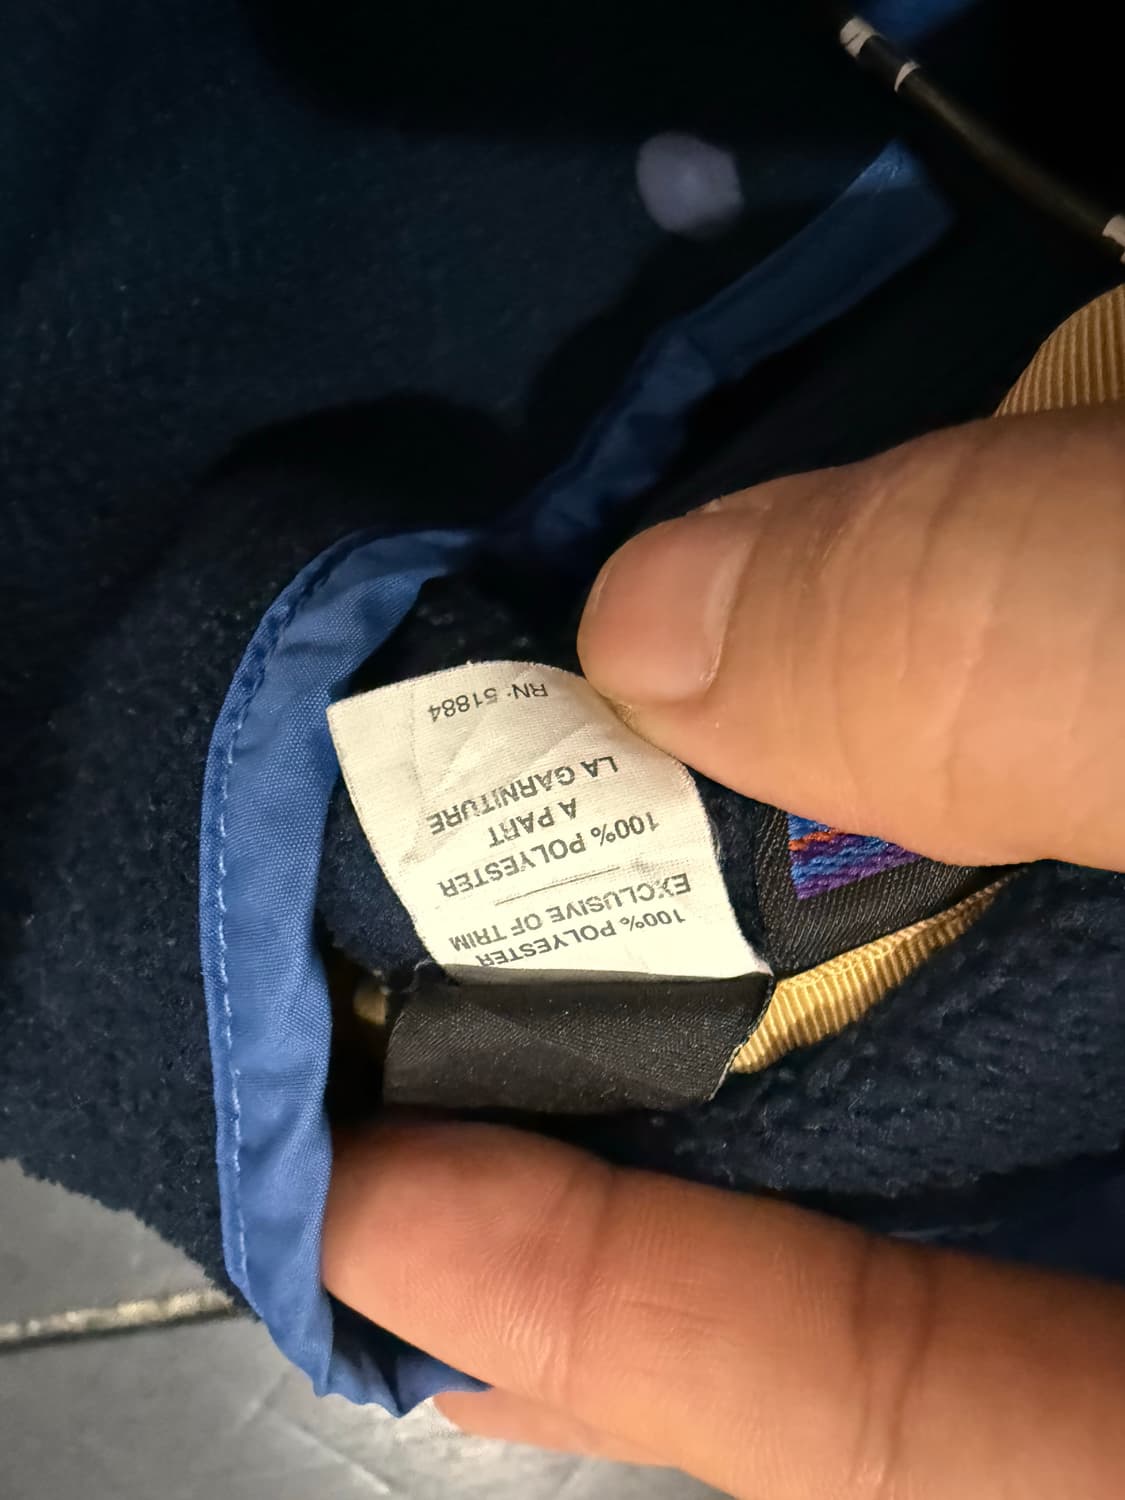 100% POLYESTER
EXCLUSIVE OF TRIM
100% POLYESTER
A PART
LA GARNITURE
RN: 51884